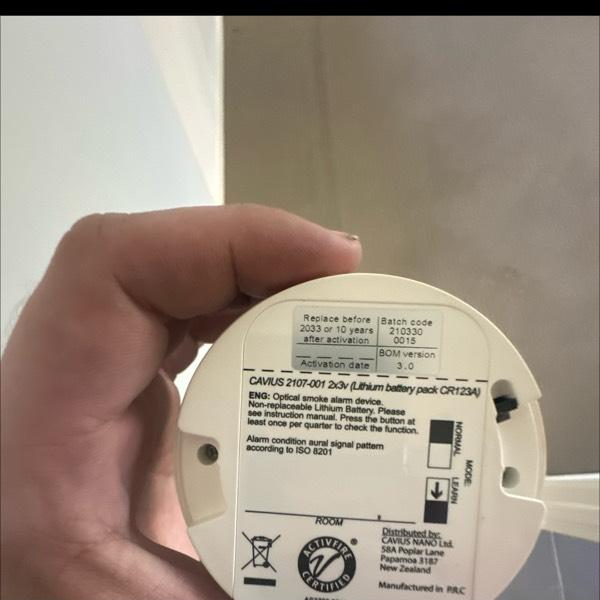 Replace before
2033 or 10 years
after activation
Activation date
Batch code
210330
0015
BOM version
3.0
CAVIUS 2107-001 2x3v (Lithium battery pack CR123A)
ENG: Optical smoke alarm device.
Non-replaceable Lithium Battery. Please
see instruction manual. Press the button at
least once per quarter to check the function.
Alarm condition aural signal pattern
according to ISO 8201
NORMAL
MODE:
LEARN
ROOM
ACTIVFIRE
®
CERTIFIED
Distributed by:
CAVIUS NANO Ltd.
58A Poplar Lane
Papamoa 3187
New Zealand
Manufactured in P.R.C